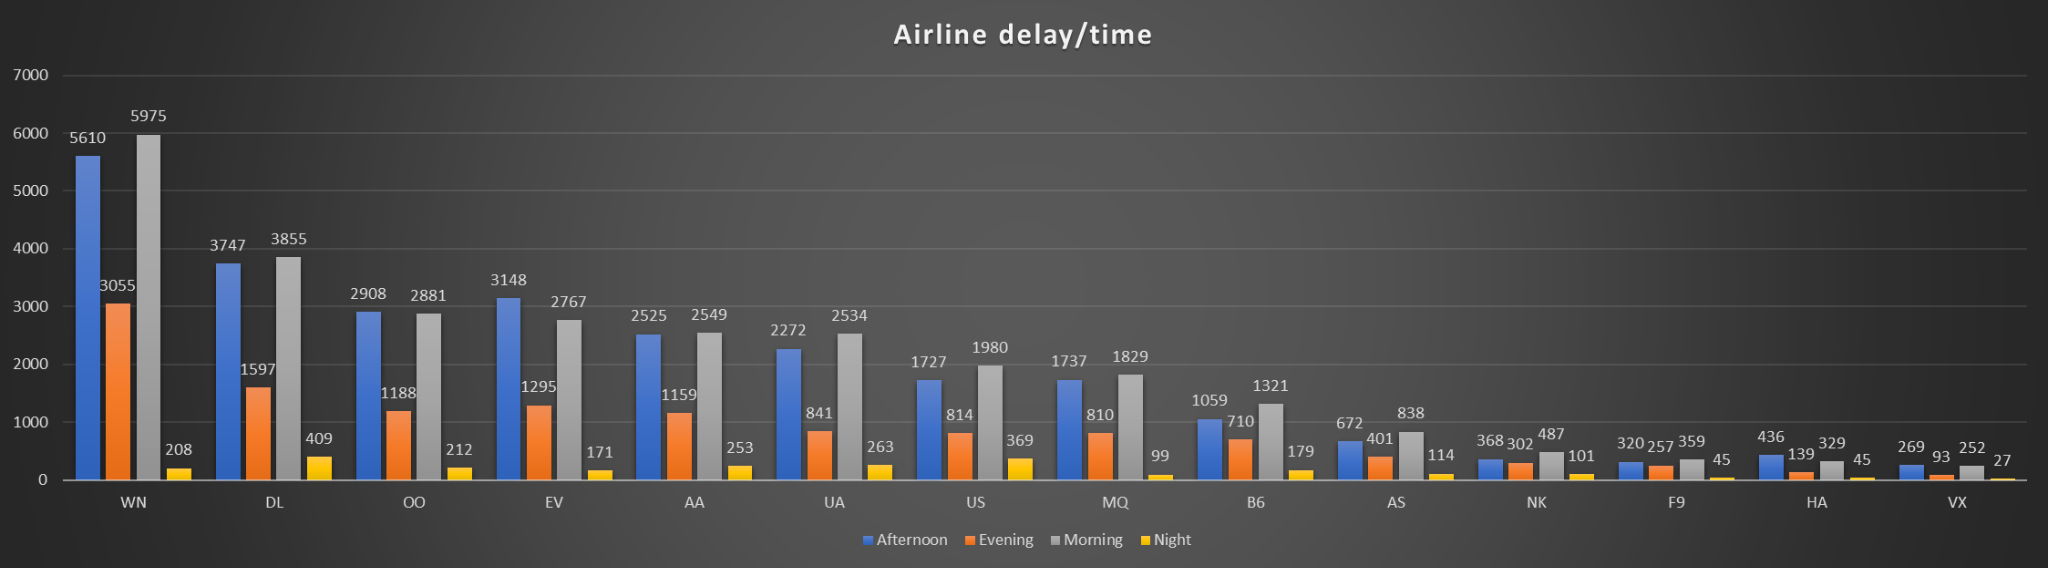 Airline delay/time
7000
6000
5000
4000
3000
2000
1000
0
5610 3055 5975 208
3747 1597 3855 409
2908 1188 2881 212
3148 1295 2767 171
2525 1159 2549 253
2272 841 2534 263
1727 814 1980 369
1737 810 1829 99
1059 710 1321 179
672 401 838 114
368 302 487 101
320 257 359 45
436 139 329 45
269 93 252 27
WN DL OO EV AA UA US MQ B6 AS NK F9 HA VX
Afternoon Evening Morning Night